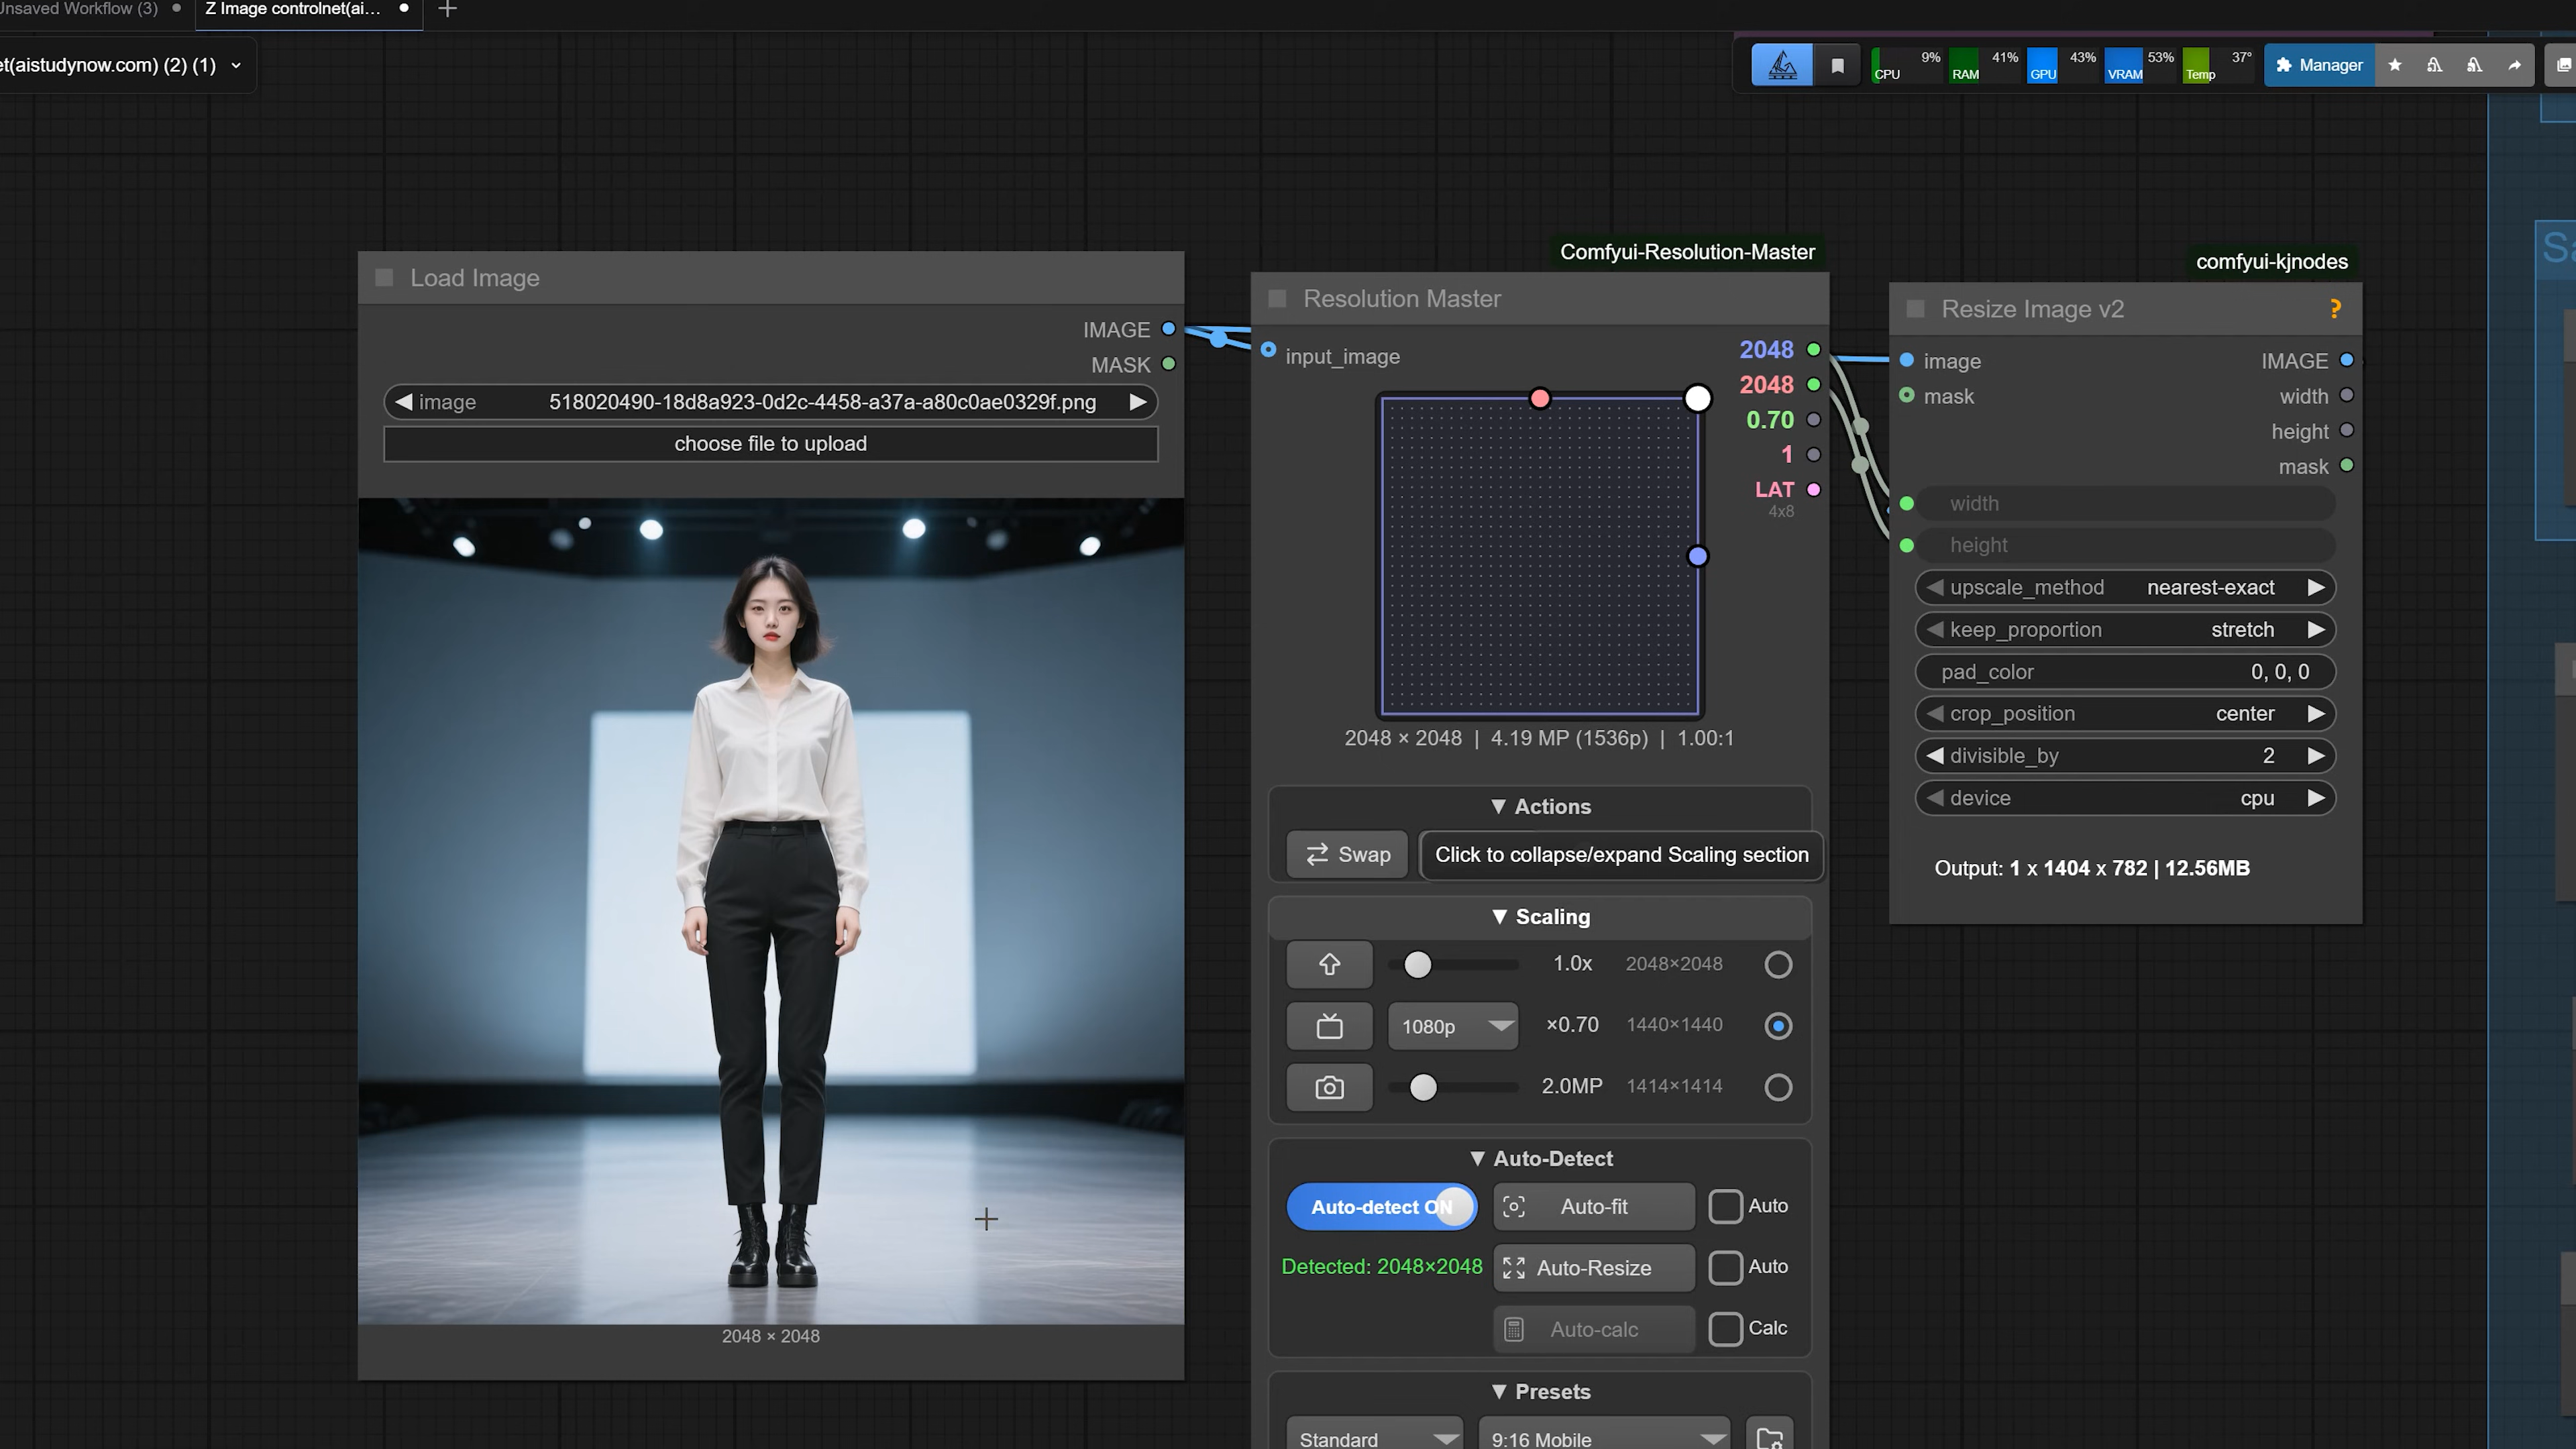 Unsaved Workflow (3)
Z Image controlnet(ai...
et(aistudynow.com) (2) (1)
CPU 9%
RAM 41%
GPU 43%
VRAM 53%
Temp 37°
Manager
Load Image
IMAGE
MASK
image 518020490-18d8a923-0d2c-4458-a37a-a80c0ae0329f.png
choose file to upload
2048 × 2048
Comfyui-Resolution-Master
Resolution Master
input_image
2048
2048
0.70
1
LAT
4x8
2048 × 2048 | 4.19 MP (1536p) | 1.00:1
▼ Actions
Swap
Click to collapse/expand Scaling section
▼ Scaling
1.0x 2048×2048
1080p ×0.70 1440×1440
2.0MP 1414×1414
▼ Auto-Detect
Auto-detect ON
Auto-fit
Auto
Detected: 2048×2048
Auto-Resize
Auto
Auto-calc
Calc
▼ Presets
Standard
9:16 Mobile
comfyui-kjnodes
Resize Image v2
?
image
IMAGE
mask
width
height
mask
width
height
upscale_method nearest-exact
keep_proportion stretch
pad_color 0, 0, 0
crop_position center
divisible_by 2
device cpu
Output: 1 x 1404 x 782 | 12.56MB
Sa